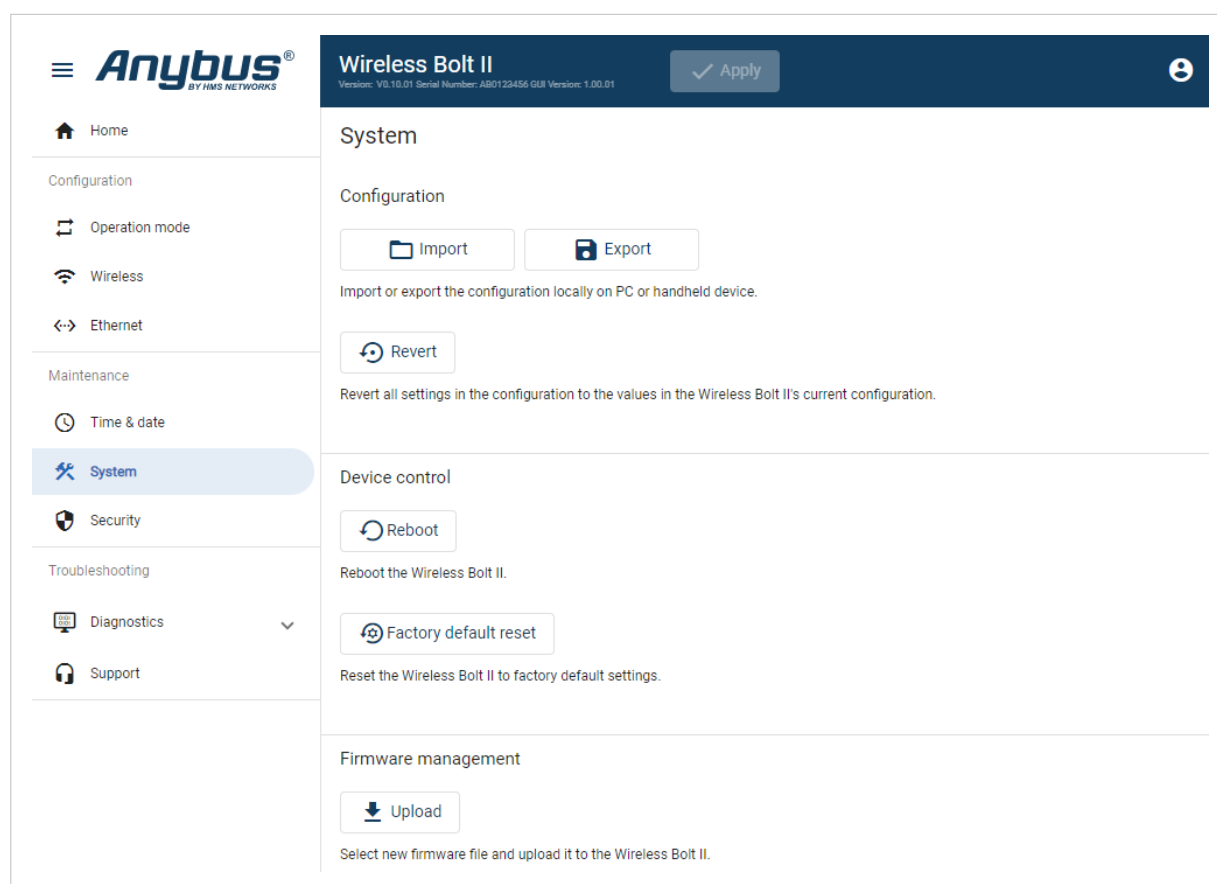 Anybus®
BY HMS NETWORKS
Wireless Bolt II
Version: V0.10.01 Serial Number: AB0123456 GUI Version: 1.00.01
Apply
Home
Configuration
Operation mode
Wireless
Ethernet
Maintenance
Time & date
System
Security
Troubleshooting
Diagnostics
Support
System
Configuration
Import
Export
Import or export the configuration locally on PC or handheld device.
Revert
Revert all settings in the configuration to the values in the Wireless Bolt II's current configuration.
Device control
Reboot
Reboot the Wireless Bolt II.
Factory default reset
Reset the Wireless Bolt II to factory default settings.
Firmware management
Upload
Select new firmware file and upload it to the Wireless Bolt II.